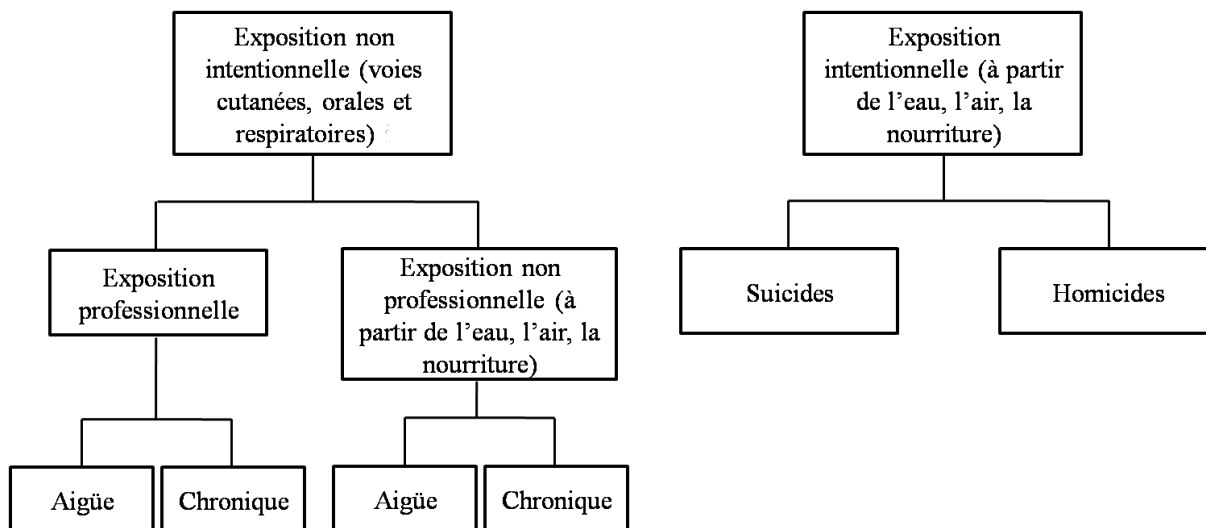 Exposition non
intentionnelle (voies
cutanées, orales et
respiratoires)
Exposition
intentionnelle (à partir
de l’eau, l’air, la
nourriture)
Exposition
professionnelle
Exposition non
professionnelle (à
partir de l’eau, l’air, la
nourriture)
Suicides
Homicides
Aigüe
Chronique
Aigüe
Chronique